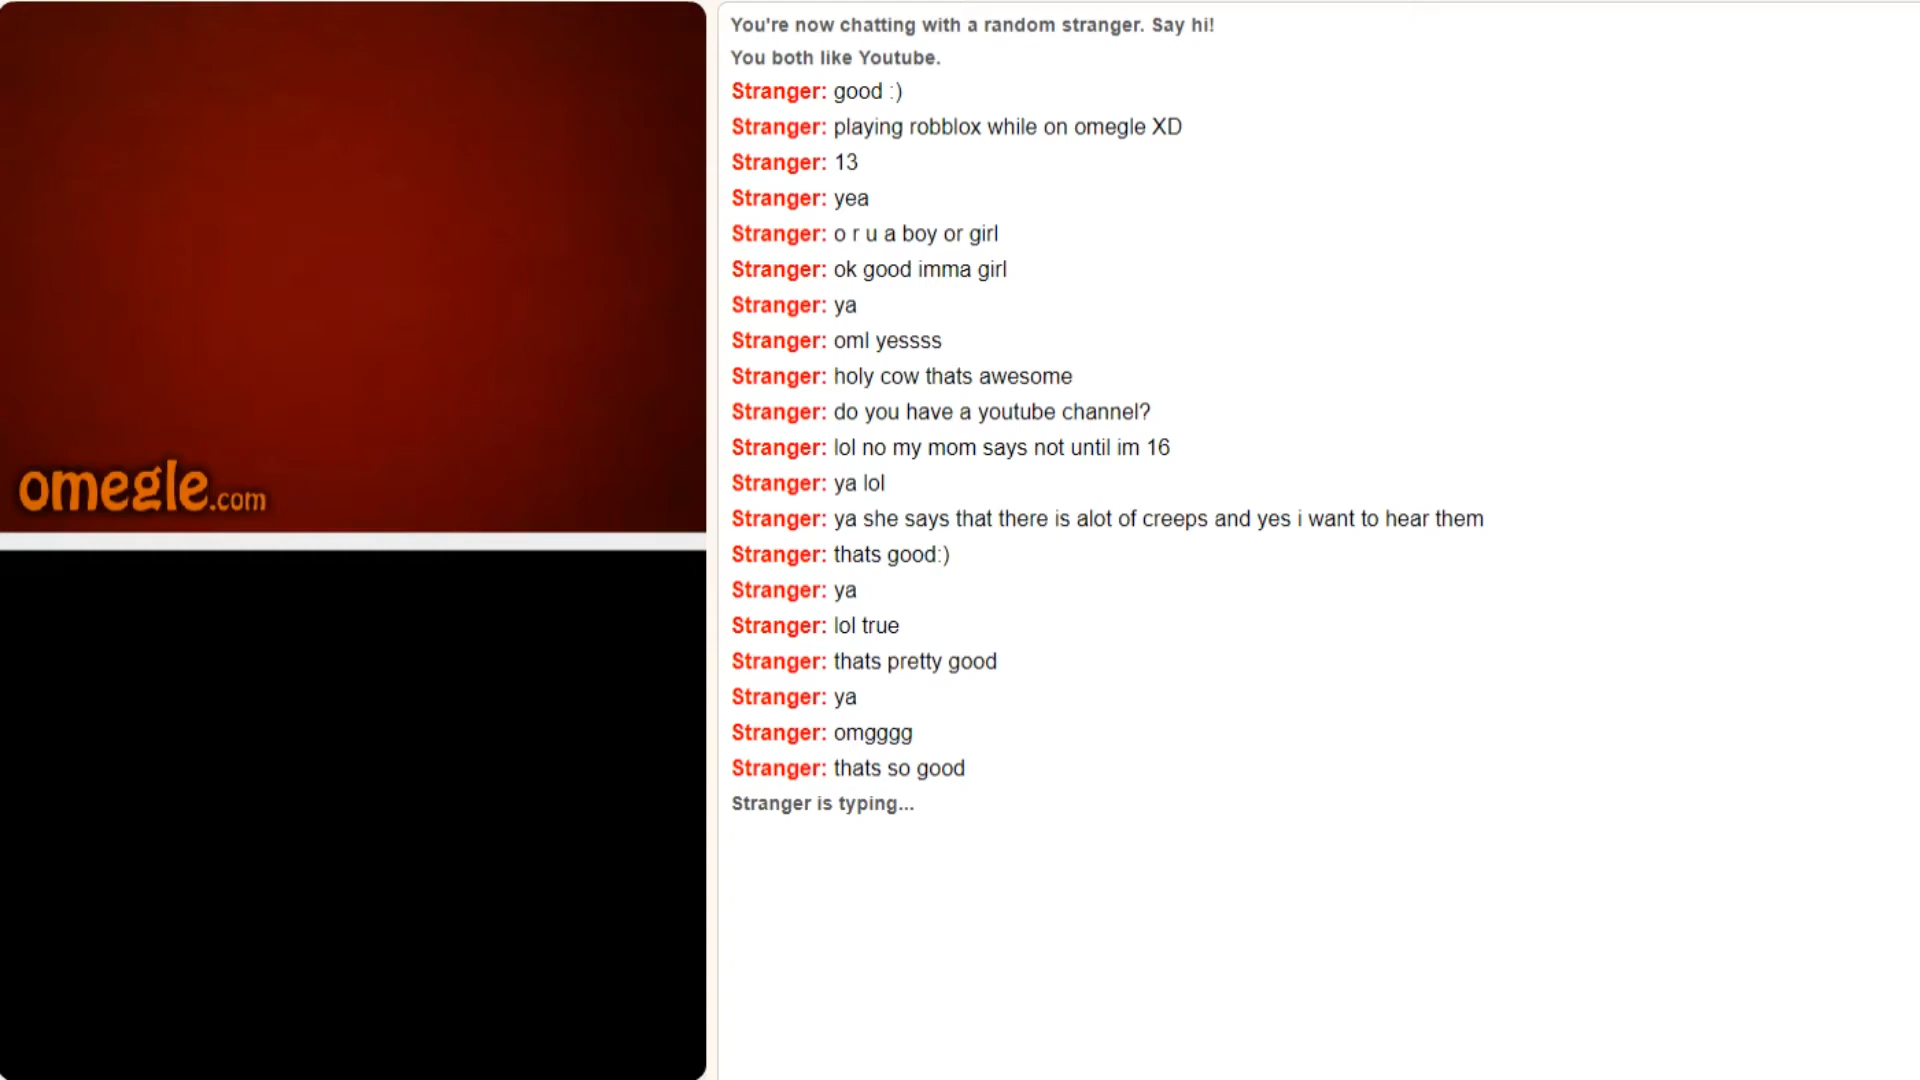 You're now chatting with a random stranger. Say hi!
You both like Youtube.
Stranger: good :)
Stranger: playing robblox while on omegle XD
Stranger: 13
Stranger: yea
Stranger: o r u a boy or girl
Stranger: ok good imma girl
Stranger: ya
Stranger: oml yessss
Stranger: holy cow thats awesome
Stranger: do you have a youtube channel?
Stranger: lol no my mom says not until im 16
Stranger: ya lol
Stranger: ya she says that there is alot of creeps and yes i want to hear them
Stranger: thats good:)
Stranger: ya
Stranger: lol true
Stranger: thats pretty good
Stranger: ya
Stranger: omgggg
Stranger: thats so good
Stranger is typing...
omegle.com